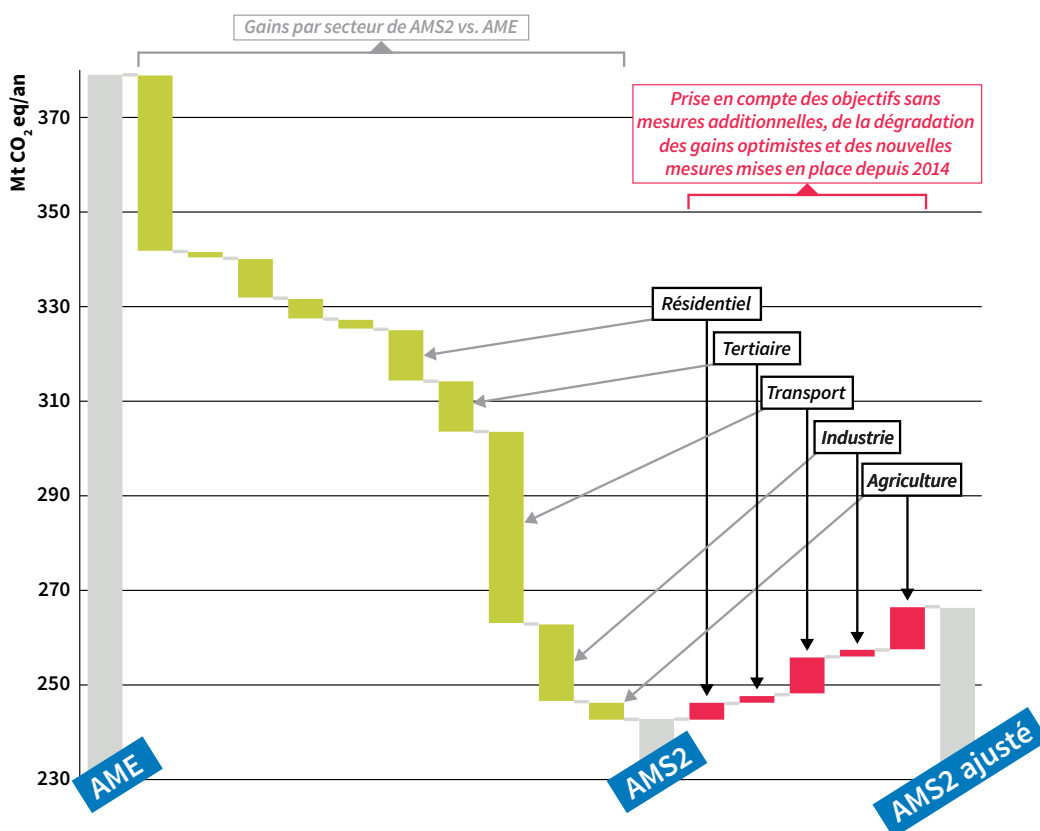 Gains par secteur de AMS2 vs. AME
Mt CO₂ eq/an
370
350
330
310
290
270
250
230
Prise en compte des objectifs sans
mesures additionnelles, de la dégradation
des gains optimistes et des nouvelles
mesures mises en place depuis 2014
Résidentiel
Tertiaire
Transport
Industrie
Agriculture
AME
AMS2
AMS2 ajusté